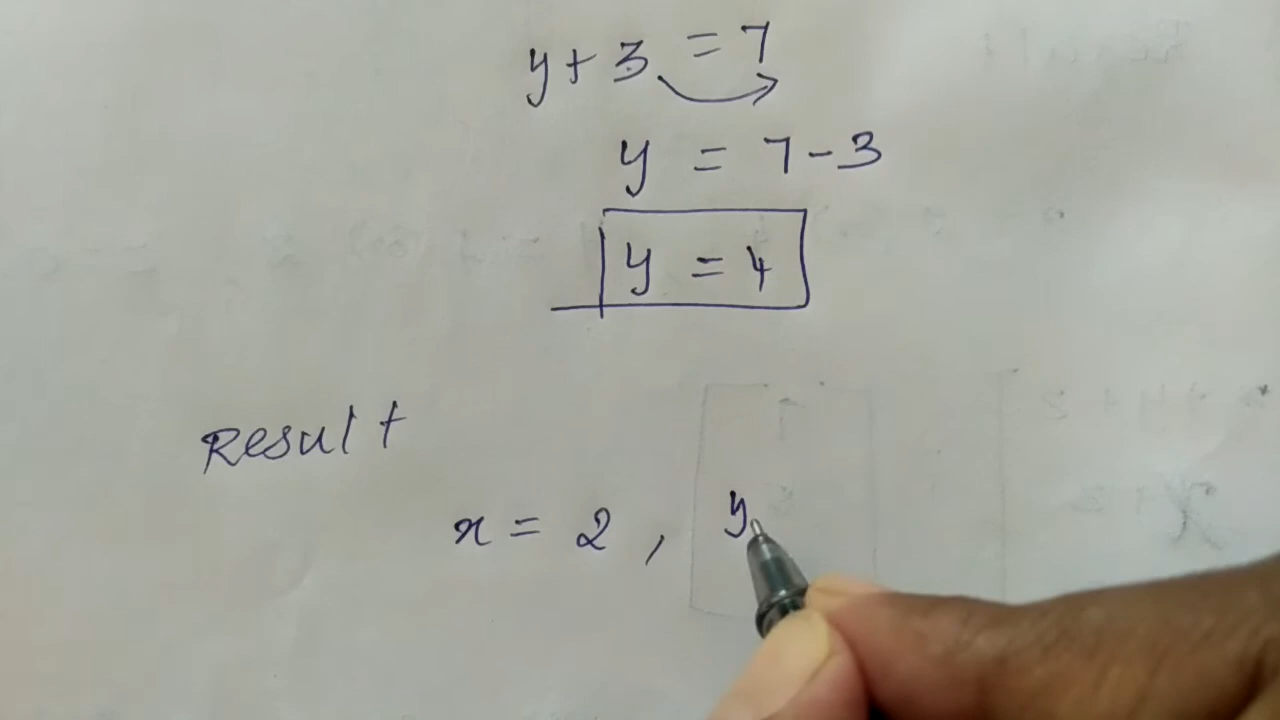 y + 3 = 7
y = 7 - 3
y = 4
Result
x = 2 , y